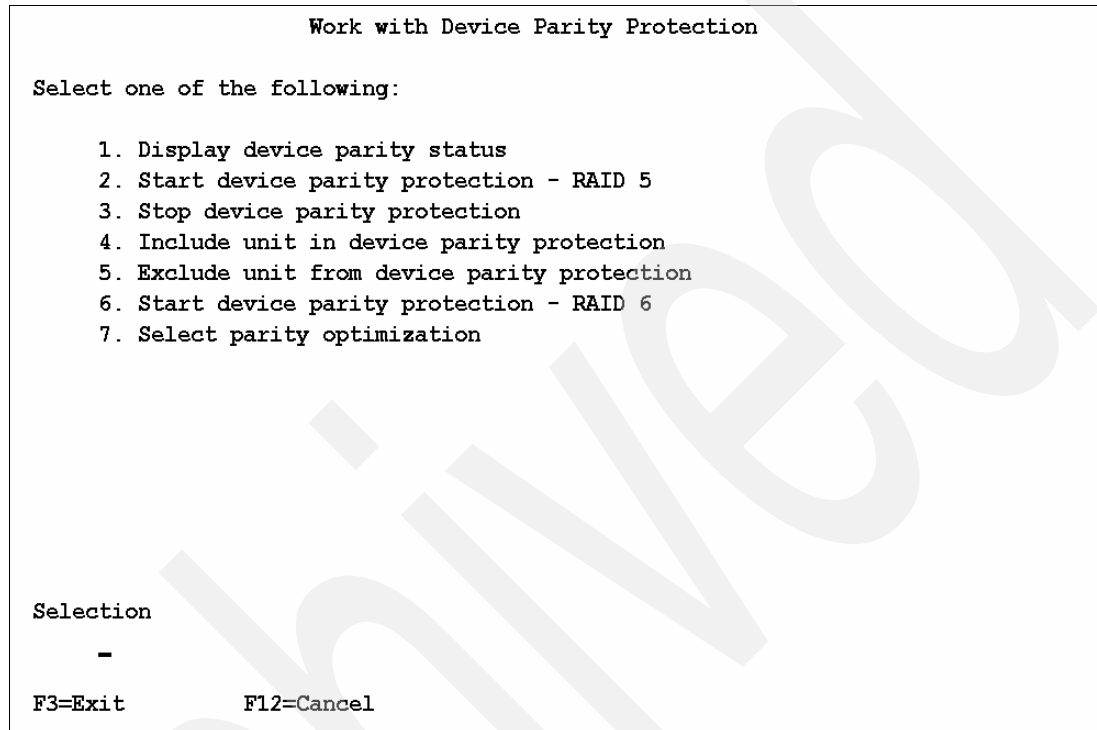 Work with Device Parity Protection
Select one of the following:
1. Display device parity status
2. Start device parity protection - RAID 5
3. Stop device parity protection
4. Include unit in device parity protection
5. Exclude unit from device parity protection
6. Start device parity protection - RAID 6
7. Select parity optimization
Selection
F3=Exit F12=Cancel